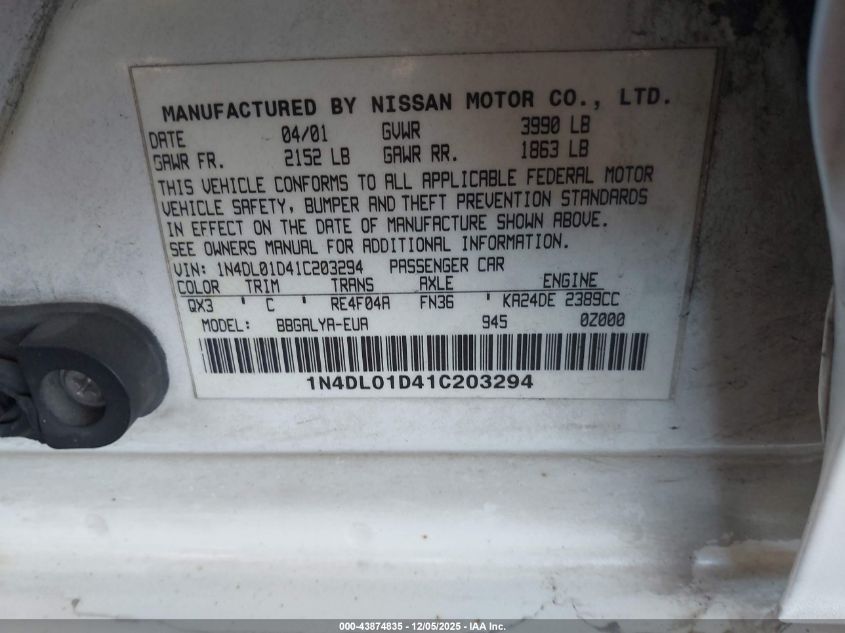 MANUFACTURED BY NISSAN MOTOR CO., LTD.
DATE 04/01 GVWR 3990 LB
GAWR FR. 2152 LB GAWR RR. 1863 LB
THIS VEHICLE CONFORMS TO ALL APPLICABLE FEDERAL MOTOR
VEHICLE SAFETY, BUMPER AND THEFT PREVENTION STANDARDS
IN EFFECT ON THE DATE OF MANUFACTURE SHOWN ABOVE.
SEE OWNERS MANUAL FOR ADDITIONAL INFORMATION.
VIN: 1N4DL01D41C203294 PASSENGER CAR
COLOR TRIM TRANS AXLE ENGINE
QX3 ' C ' RE4F04A FN36 ' KA24DE 2389CC
MODEL: BBGALYA-EUA 945 0Z000
1N4DL01D41C203294
000-43874835 - 12/05/2025 - © IAA Inc.